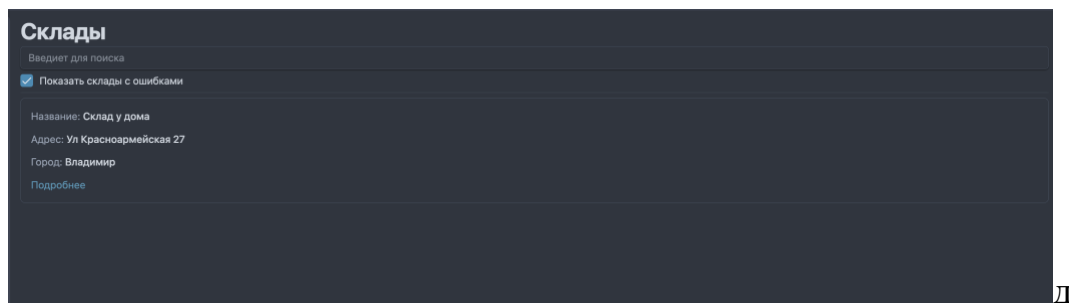 Склады
Введиет для поиска
Показать склады с ошибками
Название: Склад у дома
Адрес: Ул Красноармейская 27
Город: Владимир
Подробнее
Д